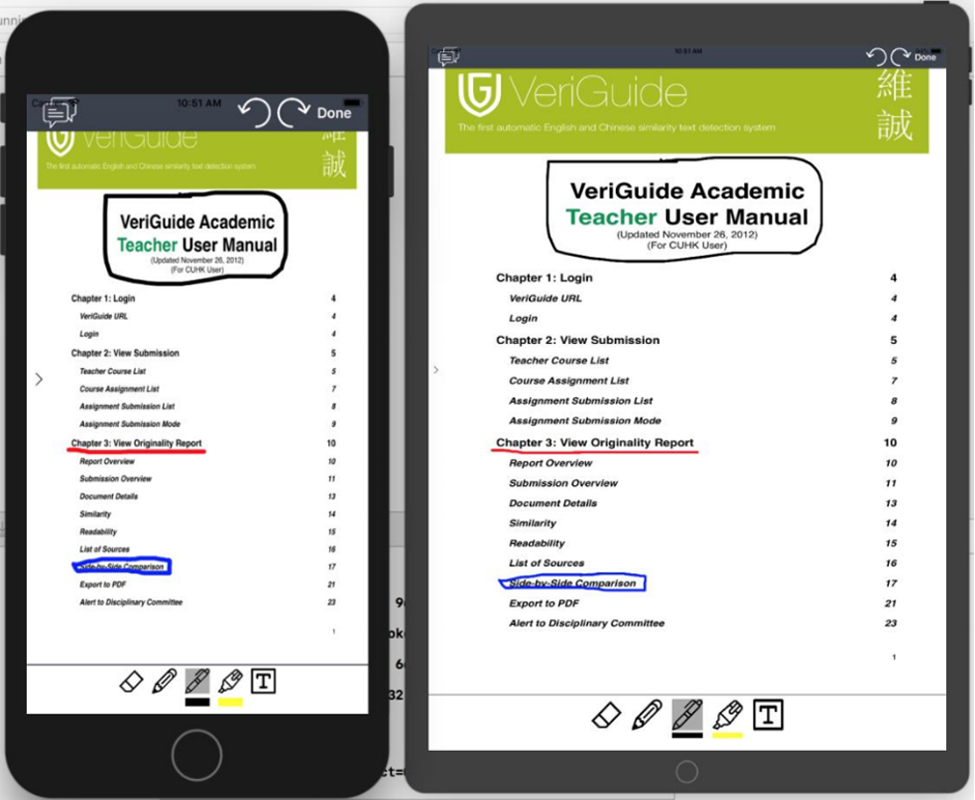 10:51 AM
Done
VeriGuide
維
The first automatic English and Chinese similarity text detection system
誠
VeriGuide Academic
Teacher User Manual
(Updated November 26, 2012)
(For CUHK User)
Chapter 1: Login 4
VeriGuide URL 4
Login 4
Chapter 2: View Submission 5
Teacher Course List 5
Course Assignment List 7
Assignment Submission List 8
Assignment Submission Mode 9
Chapter 3: View Originality Report 10
Report Overview 10
Submission Overview 11
Document Details 13
Similarity 14
Readability 15
List of Sources 16
Side-by-Side Comparison 17
Export to PDF 21
Alert to Disciplinary Committee 23
1
T
10:51 AM
Done
VeriGuide
維
誠
The first automatic English and Chinese similarity text detection system
VeriGuide Academic
Teacher User Manual
(Updated November 26, 2012)
(For CUHK User)
Chapter 1: Login 4
VeriGuide URL 4
Login 4
Chapter 2: View Submission 5
Teacher Course List 5
Course Assignment List 7
Assignment Submission List 8
Assignment Submission Mode 9
Chapter 3: View Originality Report 10
Report Overview 10
Submission Overview 11
Document Details 13
Similarity 14
Readability 15
List of Sources 16
Side-by-Side Comparison 17
Export to PDF 21
Alert to Disciplinary Committee 23
1
T